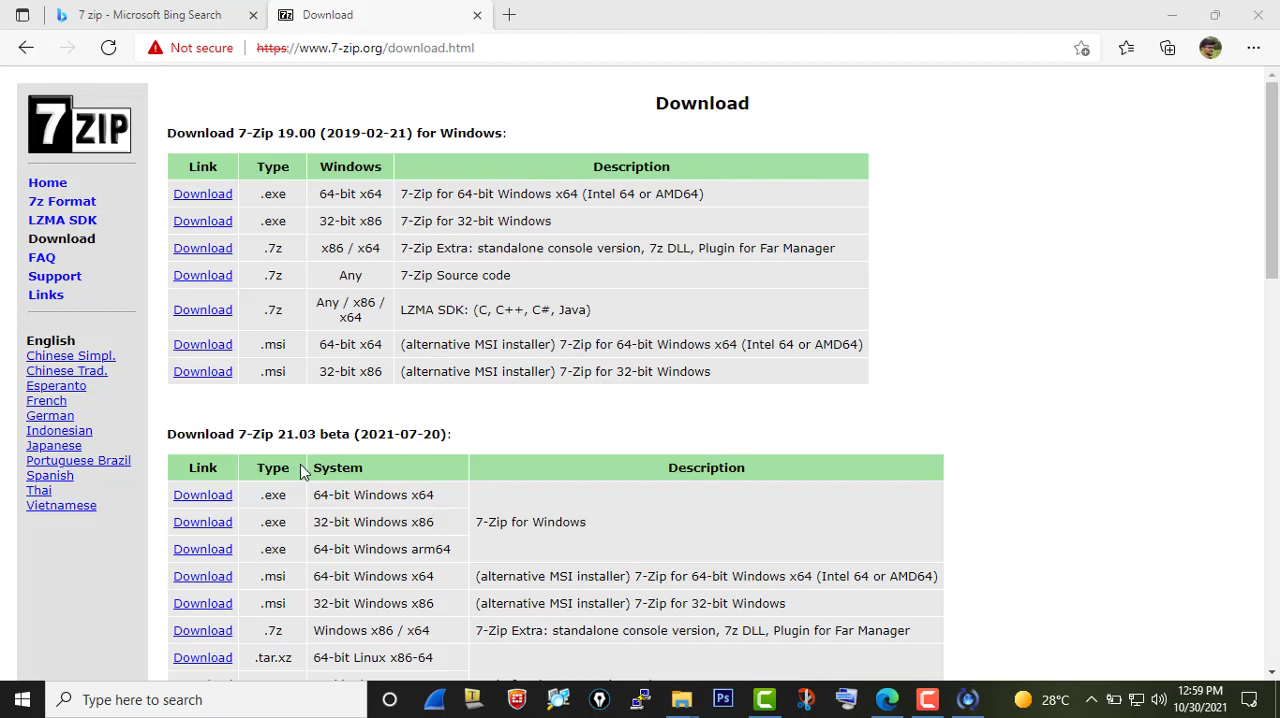 7 zip - Microsoft Bing Search
7z Download
Not secure https://www.7-zip.org/download.html
7 ZIP
Home
7z Format
LZMA SDK
Download
FAQ
Support
Links
English
Chinese Simpl.
Chinese Trad.
Esperanto
French
German
Indonesian
Japanese
Portuguese Brazil
Spanish
Thai
Vietnamese
Download
Download 7-Zip 19.00 (2019-02-21) for Windows:
Link Type Windows Description
Download .exe 64-bit x64 7-Zip for 64-bit Windows x64 (Intel 64 or AMD64)
Download .exe 32-bit x86 7-Zip for 32-bit Windows
Download .7z x86 / x64 7-Zip Extra: standalone console version, 7z DLL, Plugin for Far Manager
Download .7z Any 7-Zip Source code
Download .7z Any / x86 / x64 LZMA SDK: (C, C++, C#, Java)
Download .msi 64-bit x64 (alternative MSI installer) 7-Zip for 64-bit Windows x64 (Intel 64 or AMD64)
Download .msi 32-bit x86 (alternative MSI installer) 7-Zip for 32-bit Windows
Download 7-Zip 21.03 beta (2021-07-20):
Link Type System Description
Download .exe 64-bit Windows x64
Download .exe 32-bit Windows x86 7-Zip for Windows
Download .exe 64-bit Windows arm64
Download .msi 64-bit Windows x64 (alternative MSI installer) 7-Zip for 64-bit Windows x64 (Intel 64 or AMD64)
Download .msi 32-bit Windows x86 (alternative MSI installer) 7-Zip for 32-bit Windows
Download .7z Windows x86 / x64 7-Zip Extra: standalone console version, 7z DLL, Plugin for Far Manager
Download .tar.xz 64-bit Linux x86-64
Type here to search
Ps
28°C
12:59 PM
10/30/2021